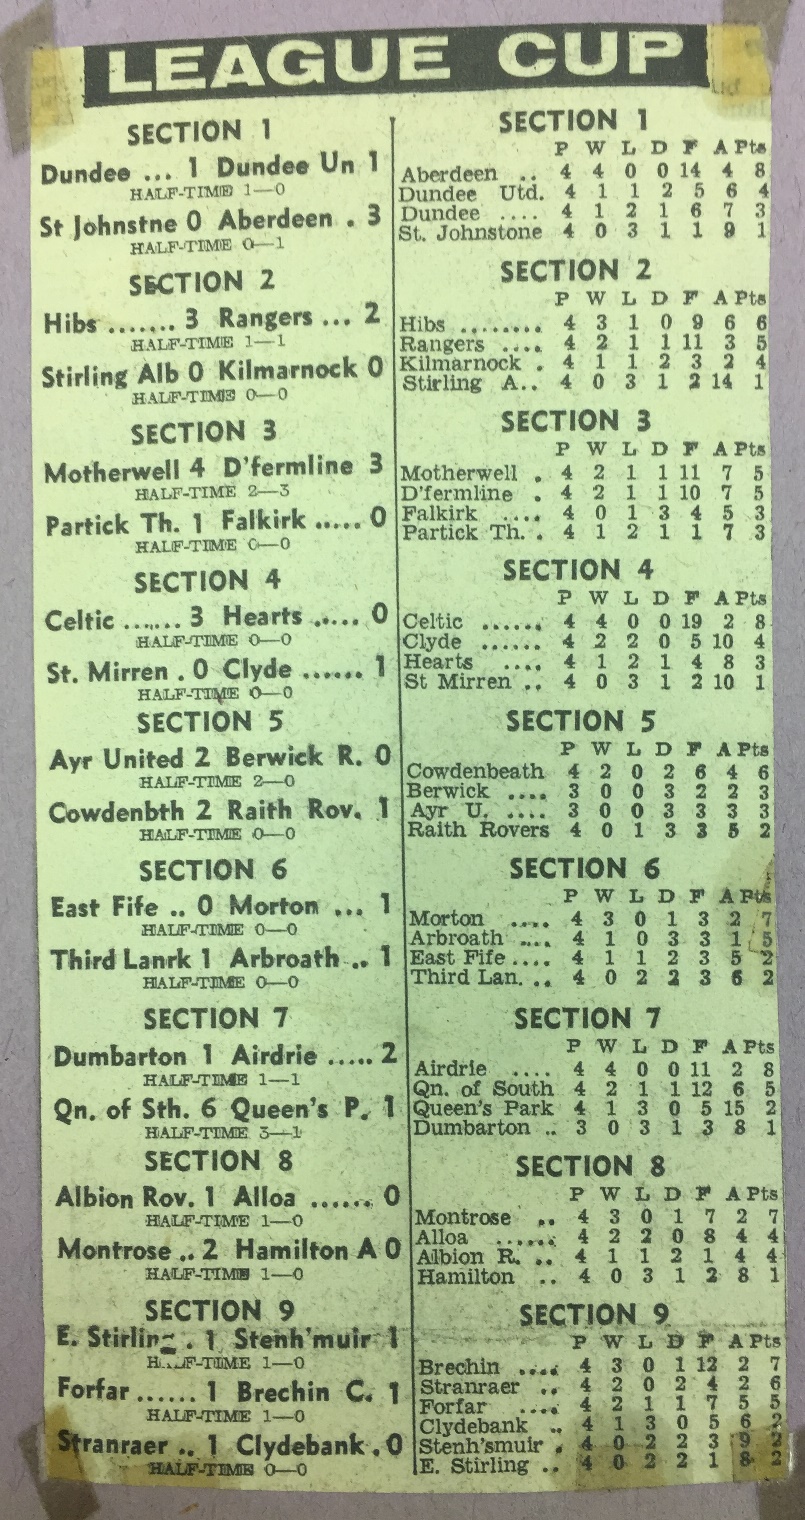 LEAGUE CUP
SECTION 1
Dundee ... 1 Dundee Un 1
HALF-TIME 1—0
St Johnstne 0 Aberdeen . 3
HALF-TIME 0—1
SECTION 2
Hibs ....... 3 Rangers ... 2
HALF-TIME 1—1
Stirling Alb 0 Kilmarnock 0
HALF-TIME 0—0
SECTION 3
Motherwell 4 D'fermline 3
HALF-TIME 2—3
Partick Th. 1 Falkirk ..... 0
HALF-TIME 0—0
SECTION 4
Celtic ....... 3 Hearts ..... 0
HALF-TIME 0—0
St. Mirren . 0 Clyde ...... 1
HALF-TIME 0—0
SECTION 5
Ayr United 2 Berwick R. 0
HALF-TIME 2—0
Cowdenbth 2 Raith Rov. 1
HALF-TIME 0—0
SECTION 6
East Fife .. 0 Morton ... 1
HALF-TIME 0—0
Third Lanrk 1 Arbroath .. 1
HALF-TIME 0—0
SECTION 7
Dumbarton 1 Airdrie ..... 2
HALF-TIME 1—1
Qn. of Sth. 6 Queen's P. 1
HALF-TIME 3—1
SECTION 8
Albion Rov. 1 Alloa ...... 0
HALF-TIME 1—0
Montrose .. 2 Hamilton A 0
HALF-TIME 1—0
SECTION 9
E. Stirling . 1 Stenh'muir 1
HALF-TIME 1—0
Forfar ...... 1 Brechin C. 1
HALF-TIME 1—0
Stranraer .. 1 Clydebank . 0
HALF-TIME 0—0
SECTION 1
P W L D F A Pts
Aberdeen .. 4 4 0 0 14 4 8
Dundee Utd. 4 1 1 2 5 6 4
Dundee .... 4 1 2 1 6 7 3
St. Johnstone 4 0 3 1 1 9 1
SECTION 2
P W L D F A Pts
Hibs ........ 4 3 1 0 9 6 6
Rangers .... 4 2 1 1 11 3 5
Kilmarnock . 4 1 1 2 3 2 4
Stirling A.. 4 0 3 1 2 14 1
SECTION 3
P W L D F A Pts
Motherwell . 4 2 1 1 11 7 5
D'fermline . 4 2 1 1 10 7 5
Falkirk .... 4 0 1 3 4 5 3
Partick Th. . 4 1 2 1 1 7 3
SECTION 4
P W L D F A Pts
Celtic ...... 4 4 0 0 19 2 8
Clyde ...... 4 2 2 0 5 10 4
Hearts .... 4 1 2 1 4 8 3
St Mirren .. 4 0 3 1 2 10 1
SECTION 5
P W L D F A Pts
Cowdenbeath 4 2 0 2 6 4 6
Berwick .... 3 0 0 3 2 2 3
Ayr U. .... 3 0 0 3 3 3 3
Raith Rovers 4 0 1 3 3 5 2
SECTION 6
P W L D F A Pts
Morton .... 4 3 0 1 3 2 7
Arbroath .... 4 1 0 3 3 1 5
East Fife .... 4 1 1 2 3 5 2
Third Lan. .. 4 0 2 2 3 6 2
SECTION 7
P W L D F A Pts
Airdrie .... 4 4 0 0 11 2 8
Qn. of South 4 2 1 1 12 6 5
Queen's Park 4 1 3 0 5 15 2
Dumbarton .. 3 0 3 1 3 8 1
SECTION 8
P W L D F A Pts
Montrose .. 4 3 0 1 7 2 7
Alloa ...... 4 2 2 0 8 4 4
Albion R. .. 4 1 1 2 1 4 4
Hamilton .. 4 0 3 1 2 8 1
SECTION 9
P W L D F A Pts
Brechin .... 4 3 0 1 12 2 7
Stranraer .. 4 2 0 2 4 2 6
Forfar .... 4 2 1 1 7 5 5
Clydebank .. 4 1 3 0 5 6 2
Stenh'smuir . 4 0 2 2 3 9 2
E. Stirling .. 4 0 2 2 1 8 2